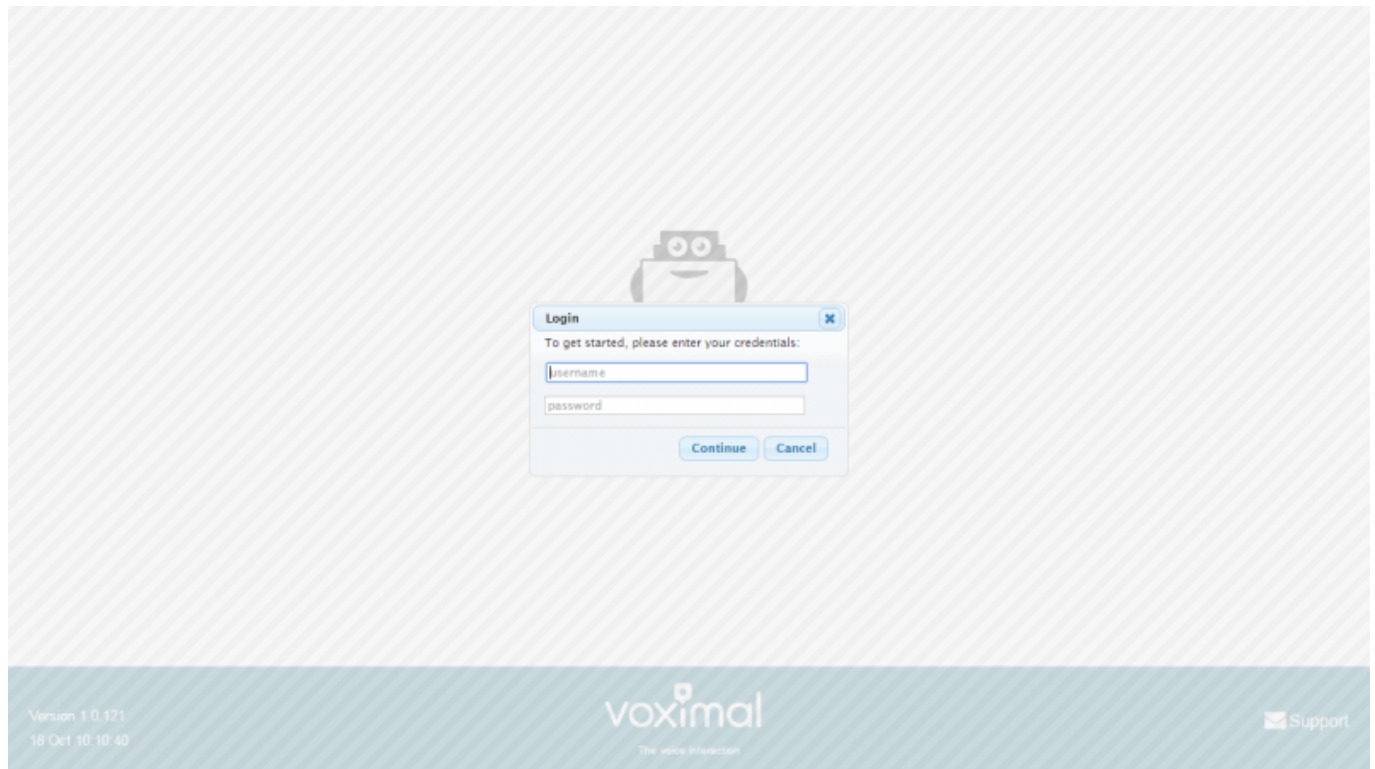 Login
To get started, please enter your credentials:
username
password
Continue Cancel
Version 1.0.121
18 Oct 10:10:40
voximal
The voice interaction
Support